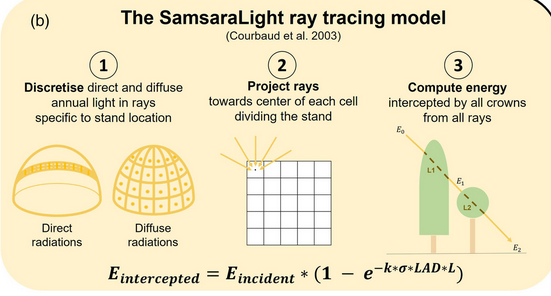 (b)
The SamsaraLight ray tracing model
(Courbaud et al. 2003)
1
Discretise direct and diffuse
annual light in rays
specific to stand location
Direct
radiations
Diffuse
radiations
2
Project rays
towards center of each cell
dividing the stand
3
Compute energy
intercepted by all crowns
from all rays
E₀
L1
E₁
L2
E₂
E_intercepted = E_incident * (1 − e^(−k*σ*LAD*L))